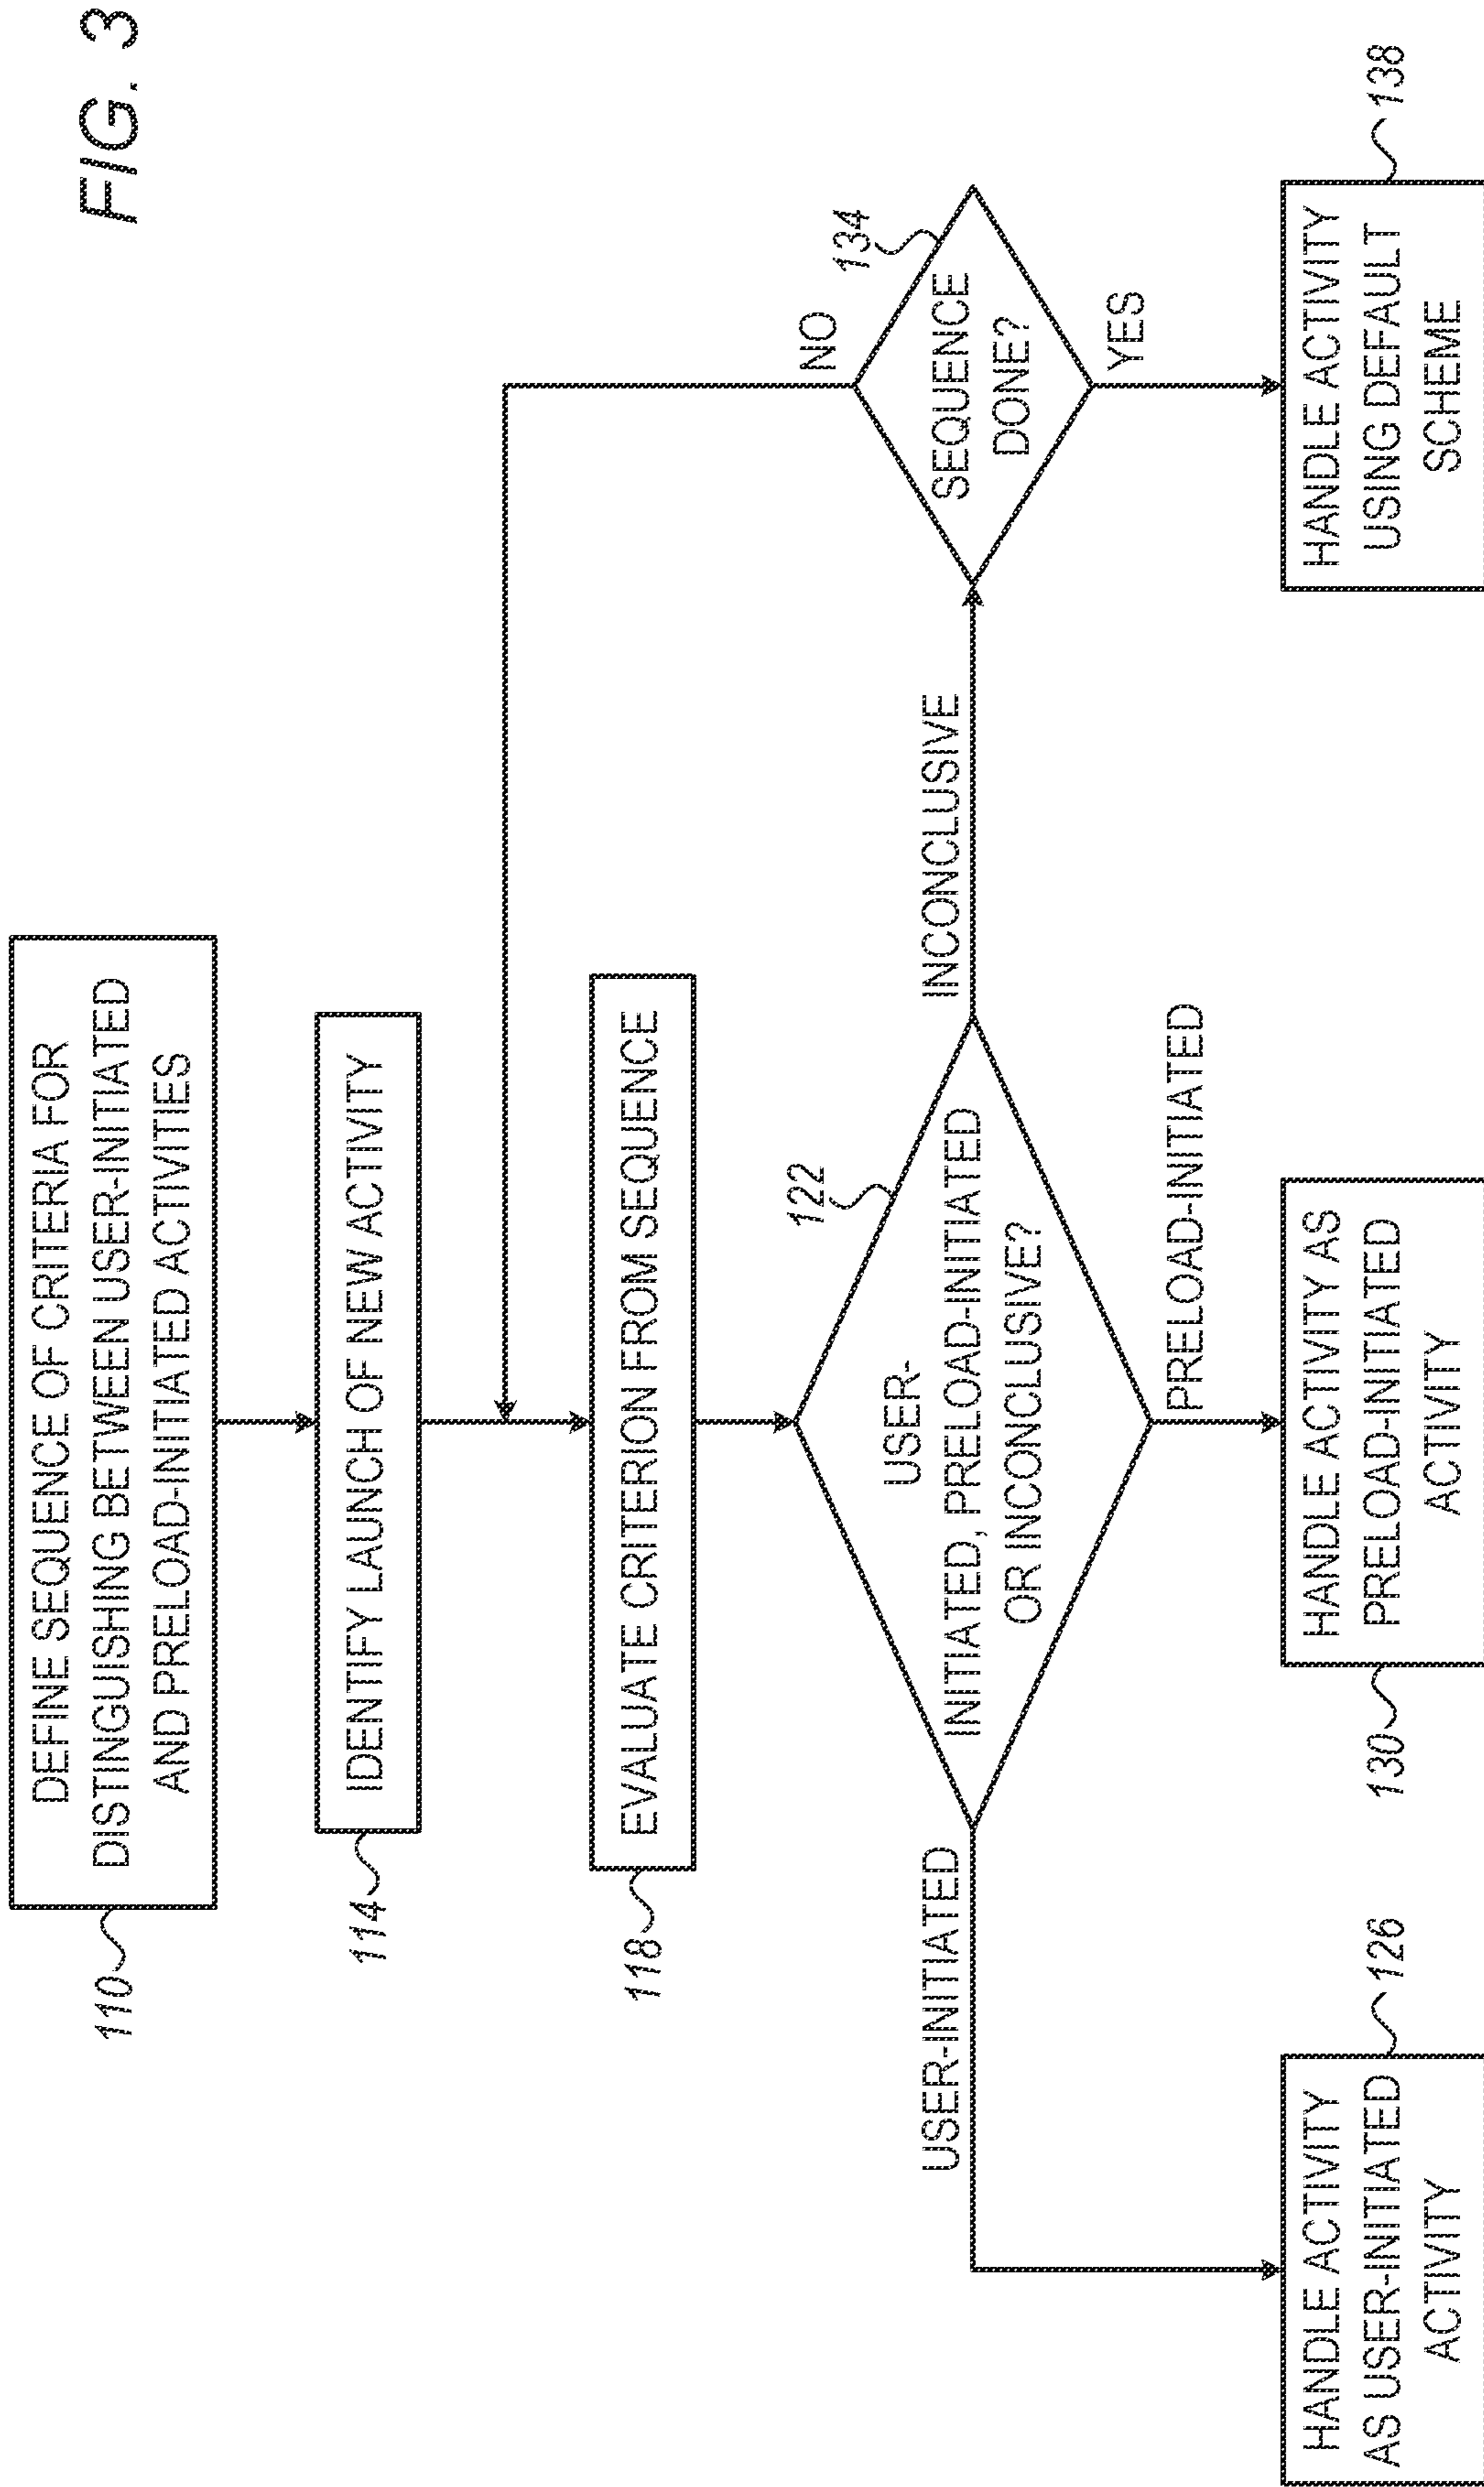 FIG. 3
DEFINE SEQUENCE OF CRITERIA FOR
DISTINGUISHING BETWEEN USER-INITIATED
AND PRELOAD-INITIATED ACTIVITIES
110
IDENTIFY LAUNCH OF NEW ACTIVITY
114
EVALUATE CRITERION FROM SEQUENCE
118
USER-
INITIATED, PRELOAD-INITIATED
OR INCONCLUSIVE?
122
USER-INITIATED
INCONCLUSIVE
PRELOAD-INITIATED
SEQUENCE
DONE?
134
NO
YES
HANDLE ACTIVITY
AS USER-INITIATED
ACTIVITY
126
HANDLE ACTIVITY AS
PRELOAD-INITIATED
ACTIVITY
130
HANDLE ACTIVITY
USING DEFAULT
SCHEME
138